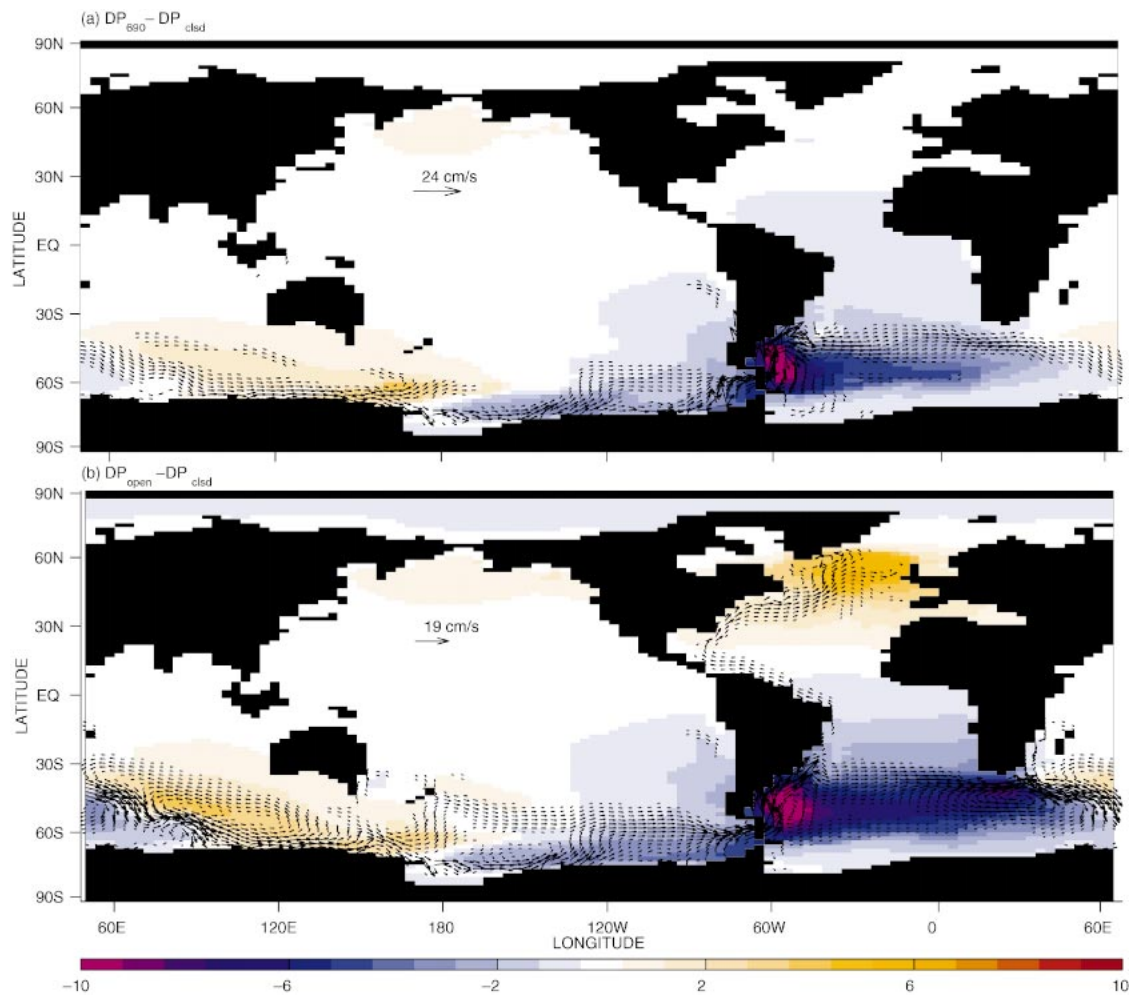 (a) DP690 – DPclsd
90N
60N
30N
24 cm/s
LATITUDE
EQ
30S
60S
90S
(b) DPopen –DPclsd
90N
60N
30N
19 cm/s
LATITUDE
EQ
30S
60S
90S
60E 120E 180 120W 60W 0 60E
LONGITUDE
−10 −6 −2 2 6 10